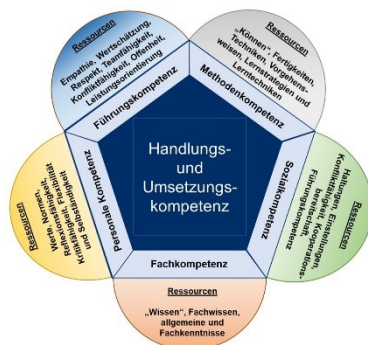 Ressourcen
Empathie, Wertschätzung,
Respekt, Teamfähigkeit,
Konfliktfähigkeit, Offenheit,
Leistungsorientierung
Führungskompetenz
Ressourcen
„Können“, Fertigkeiten,
Techniken, Vorgehens-
weisen, Lernstrategien und
Lerntechniken
Methodenkompetenz
Handlungs-
und
Umsetzungs-
kompetenz
Ressourcen
Werte, Normen,
Reflexionsfähigkeit,
Kritikfähigkeit, Flexibilität
und Selbständigkeit
Personale Kompetenz
Sozialkompetenz
Ressourcen
Haltungen, Einstellungen,
Konfliktfähigkeit, Kooperations-
bereitschaft,
Führungskompetenz
Fachkompetenz
Ressourcen
„Wissen“, Fachwissen,
allgemeine und
Fachkenntnisse